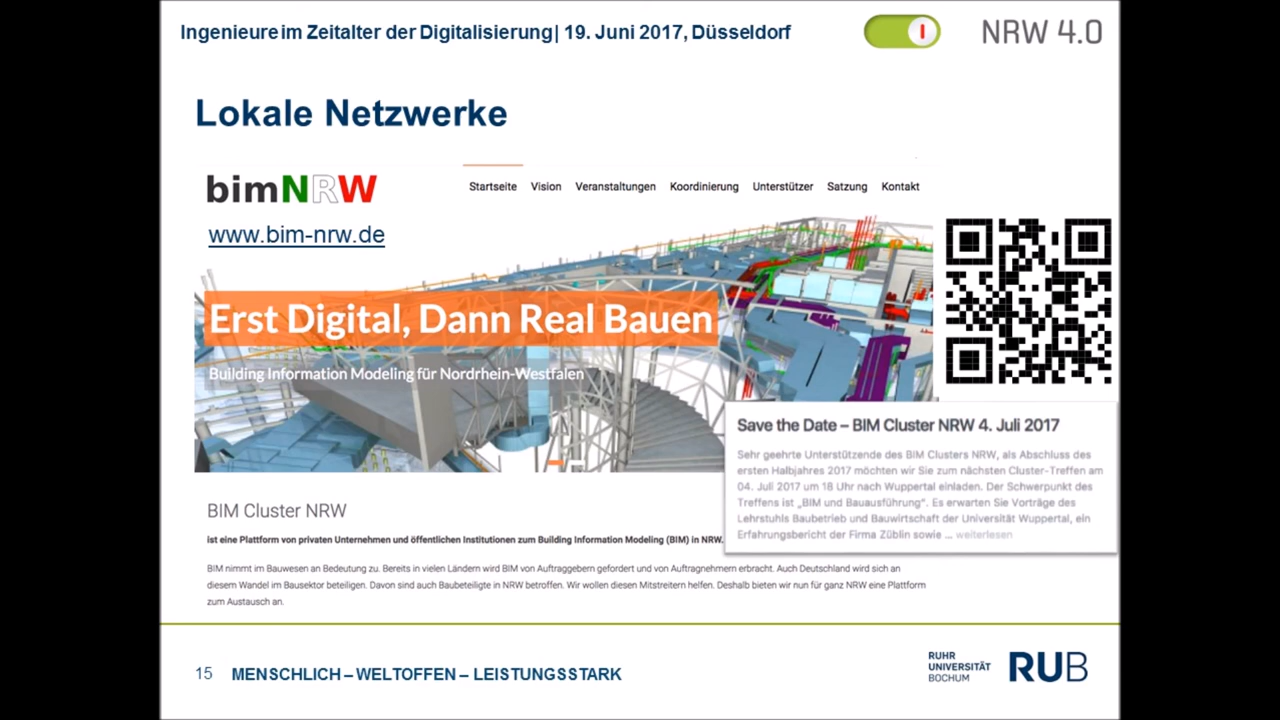 Ingenieure im Zeitalter der Digitalisierung| 19. Juni 2017, Düsseldorf
NRW 4.0
Lokale Netzwerke
bimNRW
Startseite Vision Veranstaltungen Koordinierung Unterstützer Satzung Kontakt
www.bim-nrw.de
Erst Digital, Dann Real Bauen
Building Information Modeling für Nordrhein-Westfalen
Save the Date – BIM Cluster NRW 4. Juli 2017
Sehr geehrte Unterstützende des BIM Clusters NRW, als Abschluss des
ersten Halbjahres 2017 möchten wir Sie zum nächsten Cluster-Treffen am
04. Juli 2017 um 18 Uhr nach Wuppertal einladen. Der Schwerpunkt des
Treffens ist „BIM und Bauausführung“. Es erwarten Sie Vorträge des
Lehrstuhls Baubetrieb und Bauwirtschaft der Universität Wuppertal, ein
Erfahrungsbericht der Firma Züblin sowie ... weiterlesen
BIM Cluster NRW
ist eine Plattform von privaten Unternehmen und öffentlichen Institutionen zum Building Information Modeling (BIM) in NRW.
BIM nimmt im Bauwesen an Bedeutung zu. Bereits in vielen Ländern wird BIM von Auftraggebern gefordert und von Auftragnehmern erbracht. Auch Deutschland wird sich an
diesem Wandel im Bausektor beteiligen. Davon sind auch Baubeteiligte in NRW betroffen. Wir wollen diesen Mitstreitern helfen. Deshalb bieten wir nun für ganz NRW eine Plattform
zum Austausch an.
15 MENSCHLICH – WELTOFFEN – LEISTUNGSSTARK
RUHR
UNIVERSITÄT
BOCHUM
RUB